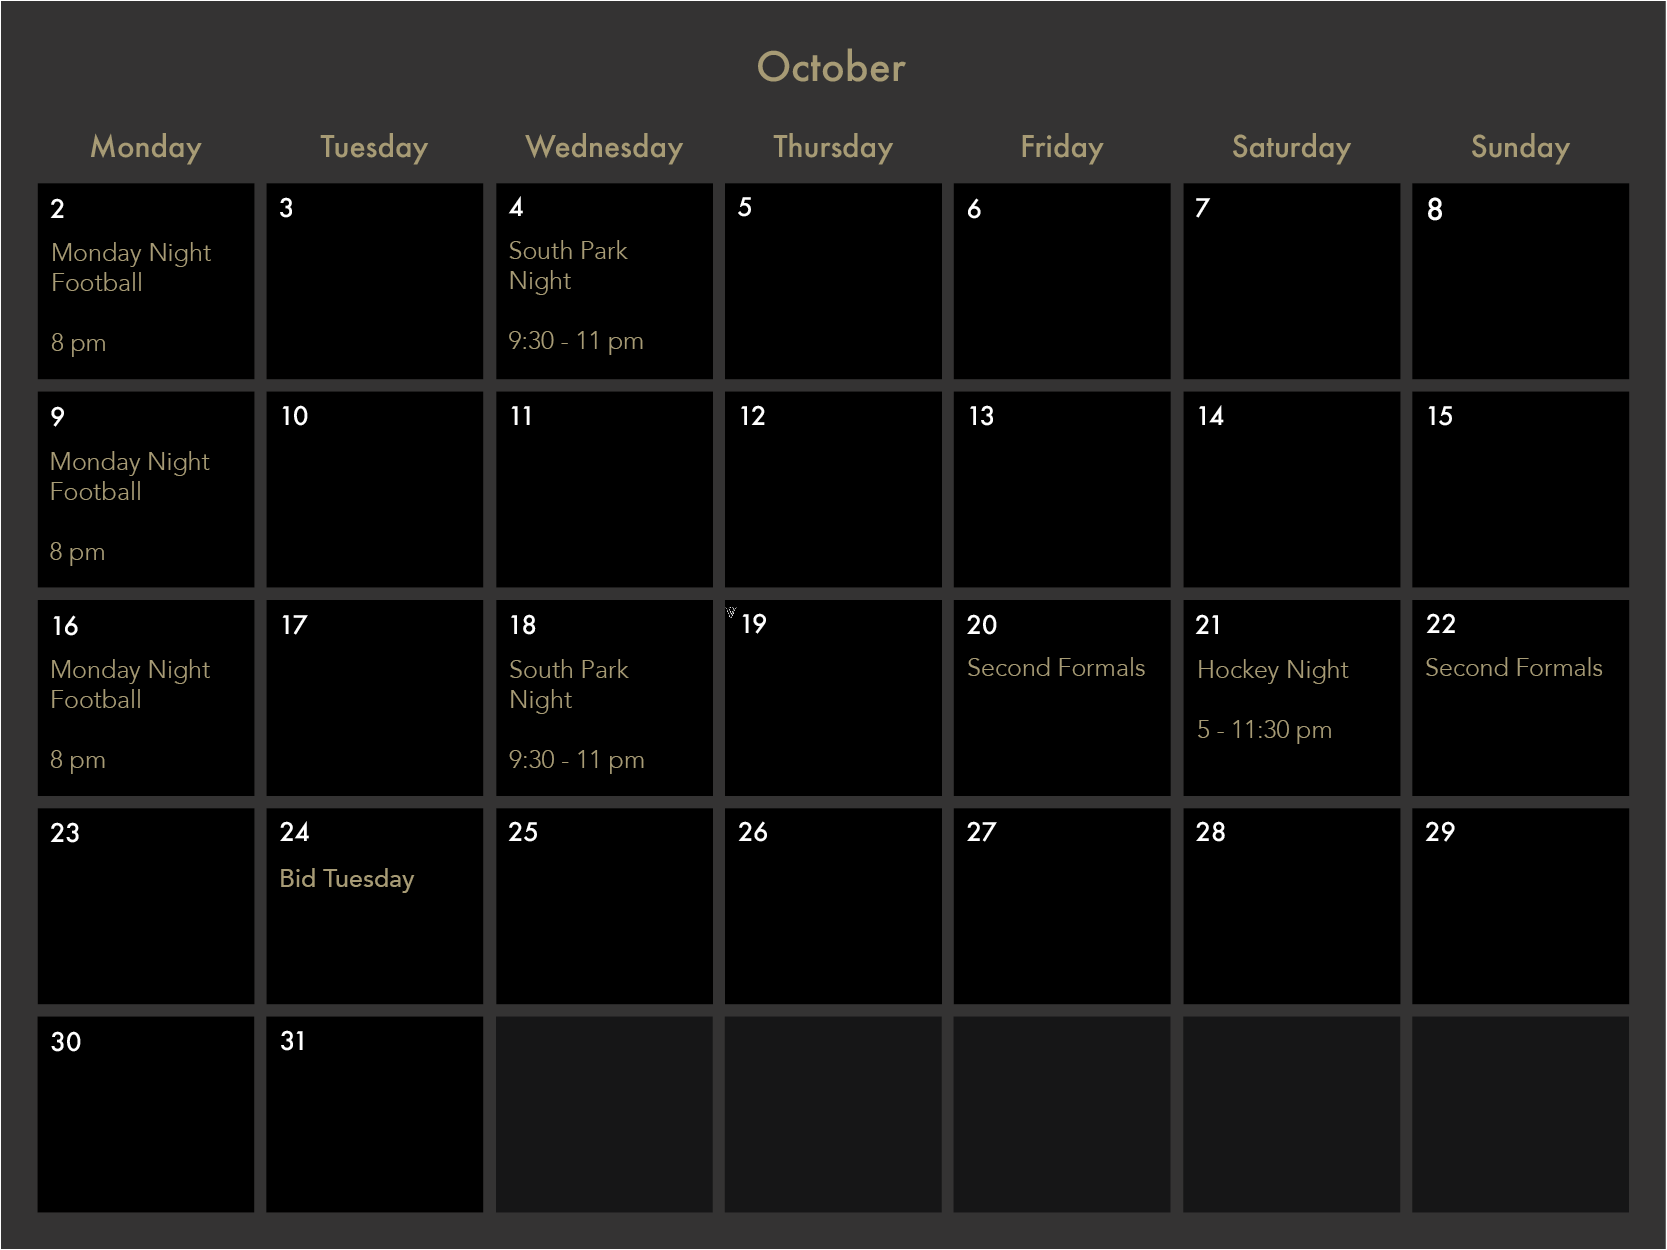 October
Monday Tuesday Wednesday Thursday Friday Saturday Sunday
2
Monday Night
Football
8 pm
3
4
South Park
Night
9:30 - 11 pm
5
6
7
8
9
Monday Night
Football
8 pm
10
11
12
13
14
15
16
Monday Night
Football
8 pm
17
18
South Park
Night
9:30 - 11 pm
19
20
Second Formals
21
Hockey Night
5 - 11:30 pm
22
Second Formals
23
24
Bid Tuesday
25
26
27
28
29
30
31